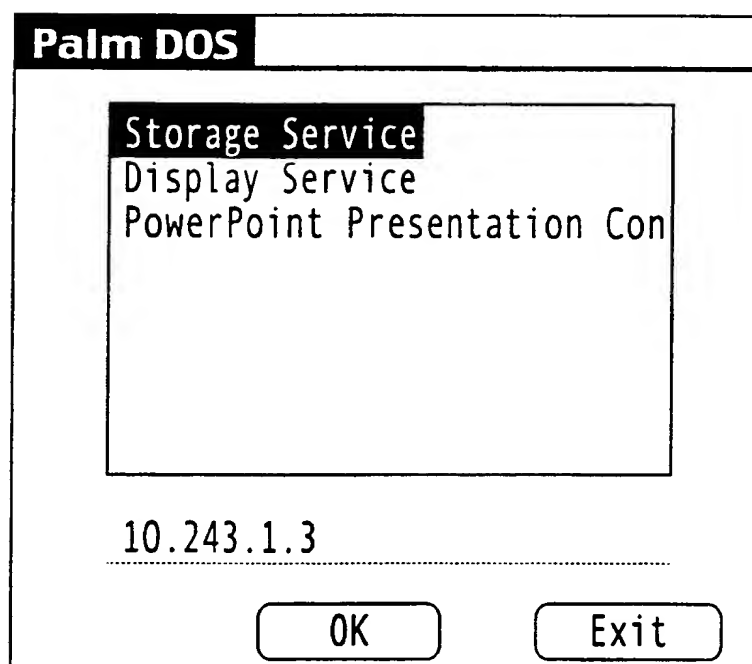 Palm DOS
Storage Service
Display Service
PowerPoint Presentation Con
10.243.1.3
OK Exit